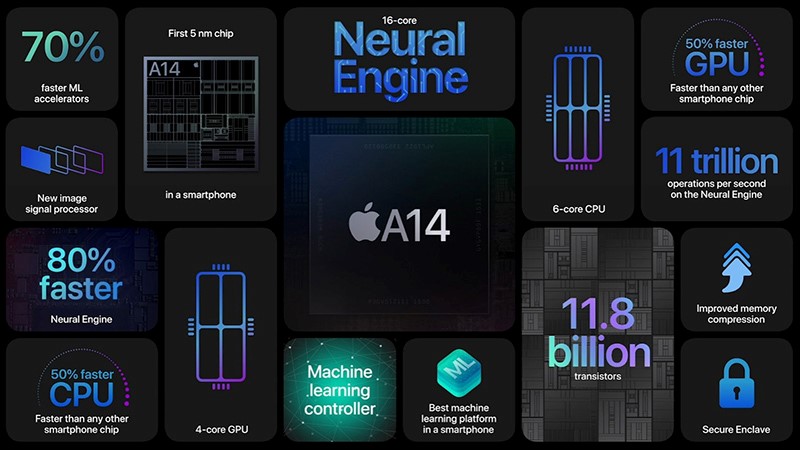 70%
faster ML
accelerators
First 5 nm chip
A14
in a smartphone
16-core
Neural
Engine
6-core CPU
50% faster
GPU
Faster than any other
smartphone chip
New image
signal processor
A14
11 trillion
operations per second
on the Neural Engine
80%
faster
Neural Engine
4-core GPU
11.8
billion
transistors
Improved memory
compression
50% faster
CPU
Faster than any other
smartphone chip
Machine
learning
controller
ML
Best machine
learning platform
in a smartphone
Secure Enclave